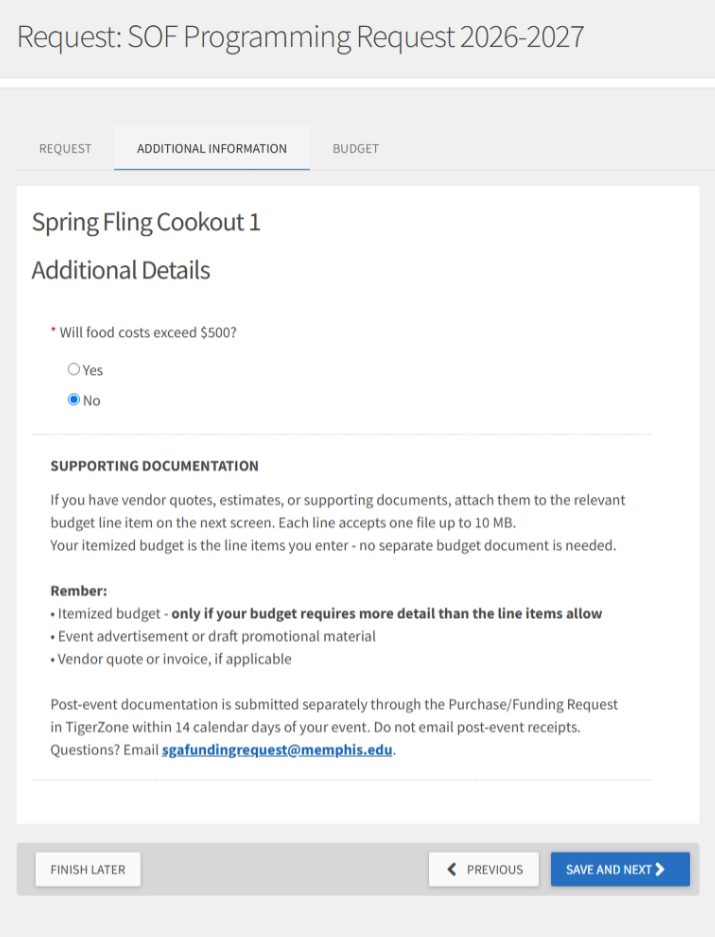 Request: SOF Programming Request 2026-2027
REQUEST
ADDITIONAL INFORMATION
BUDGET
Spring Fling Cookout 1
Additional Details
* Will food costs exceed $500?
Yes
No
SUPPORTING DOCUMENTATION
If you have vendor quotes, estimates, or supporting documents, attach them to the relevant
budget line item on the next screen. Each line accepts one file up to 10 MB.
Your itemized budget is the line items you enter - no separate budget document is needed.
Rember:
• Itemized budget - only if your budget requires more detail than the line items allow
• Event advertisement or draft promotional material
• Vendor quote or invoice, if applicable
Post-event documentation is submitted separately through the Purchase/Funding Request
in TigerZone within 14 calendar days of your event. Do not email post-event receipts.
Questions? Email sgafundingrequest@memphis.edu.
FINISH LATER
PREVIOUS
SAVE AND NEXT